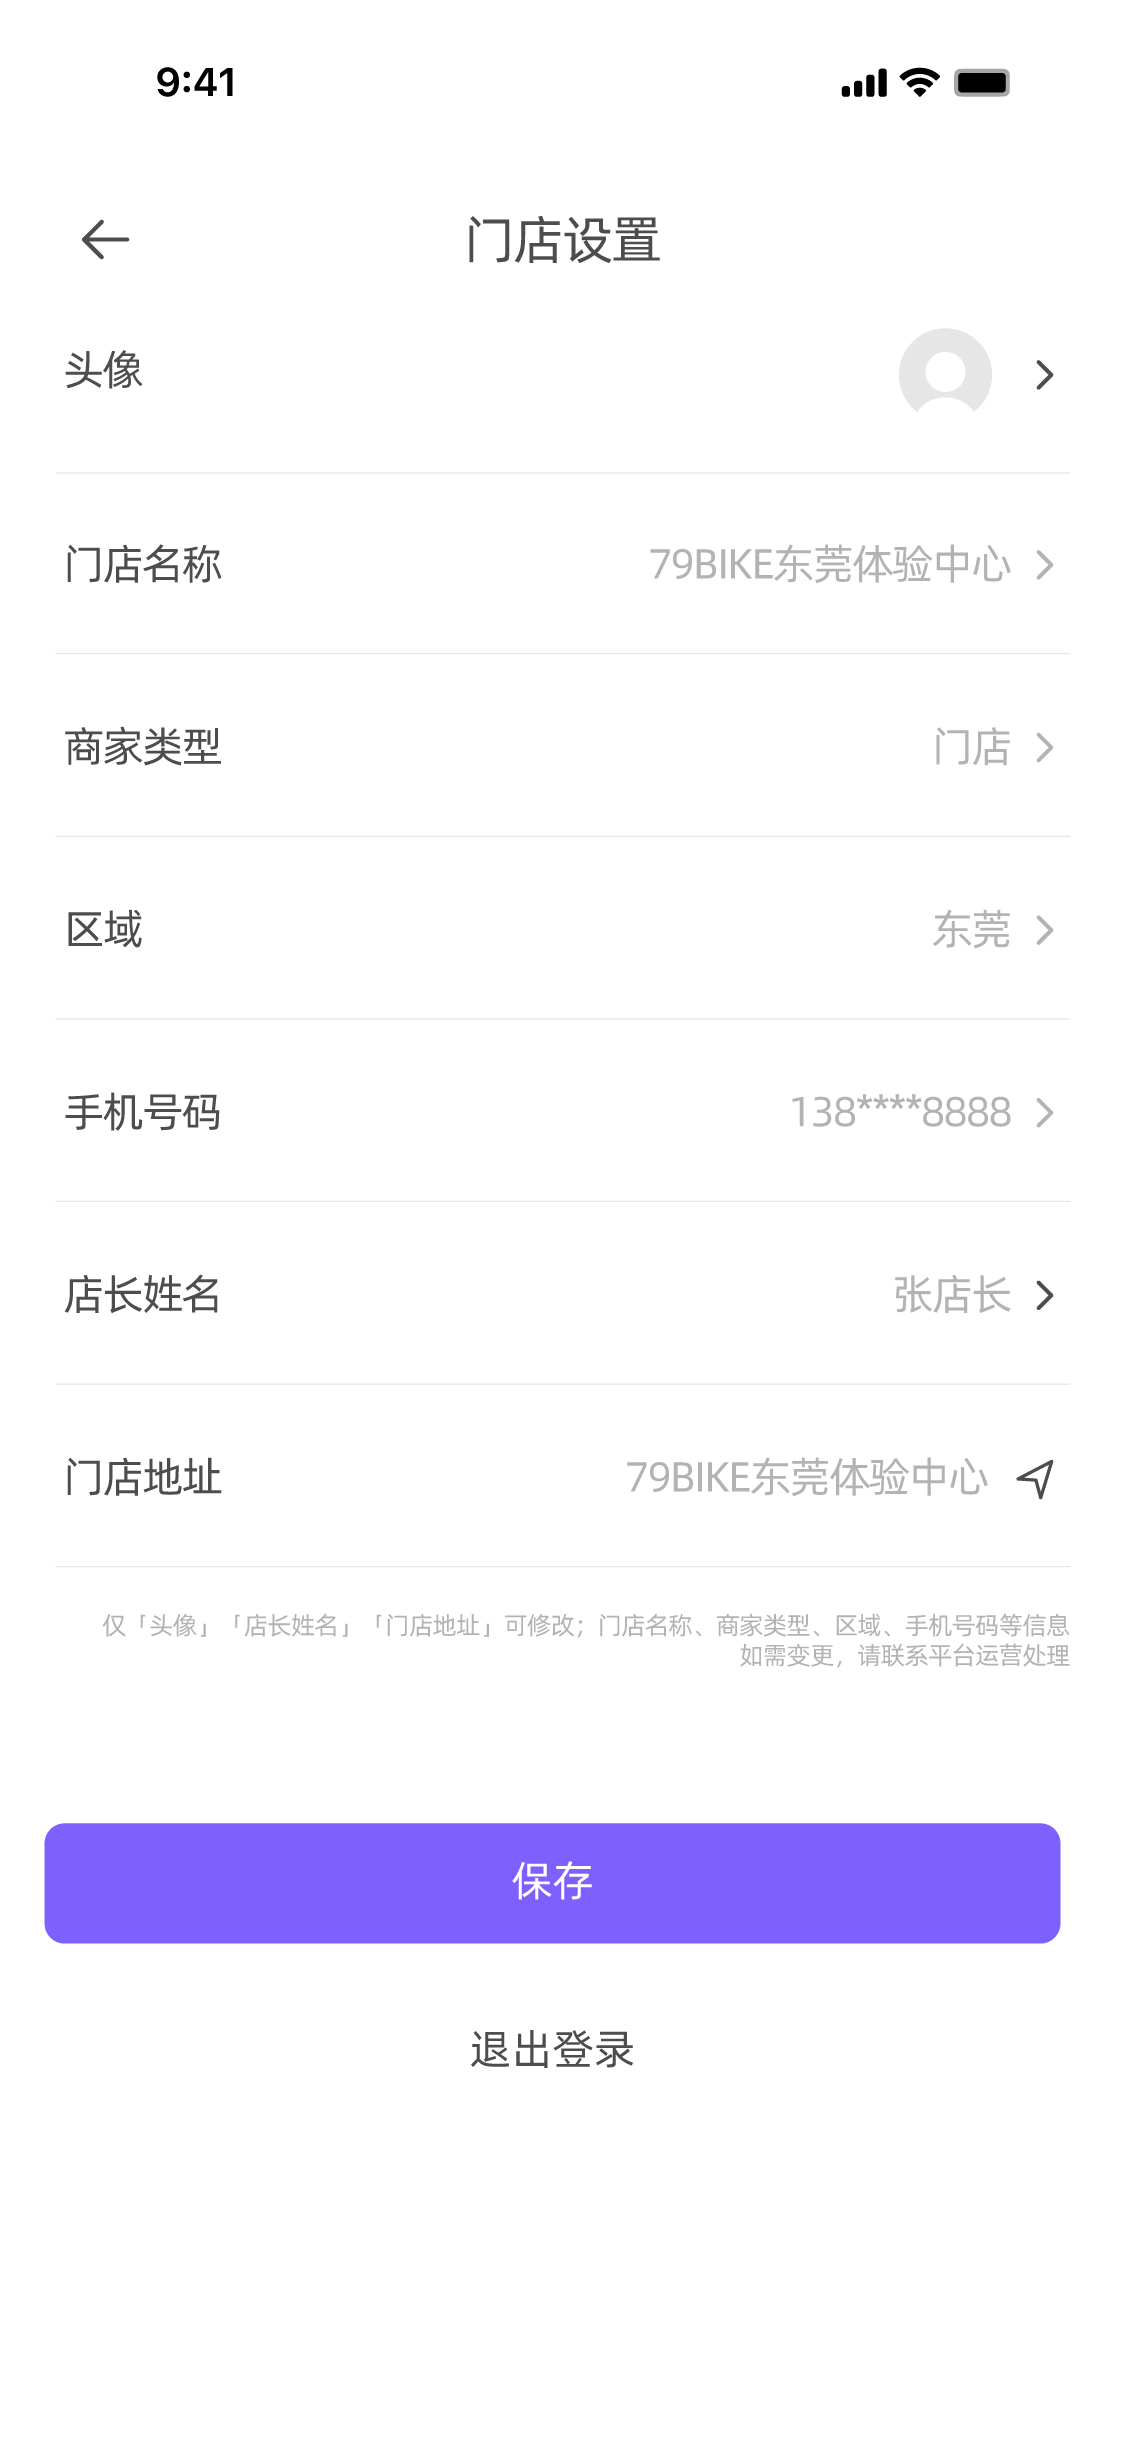 9:41
门店设置
头像
门店名称 79BIKE东莞体验中心
商家类型 门店
区域 东莞
手机号码 138****8888
店长姓名 张店长
门店地址 79BIKE东莞体验中心
仅「头像」「店长姓名」「门店地址」可修改；门店名称、商家类型、区域、手机号码等信息
如需变更，请联系平台运营处理
保存
退出登录